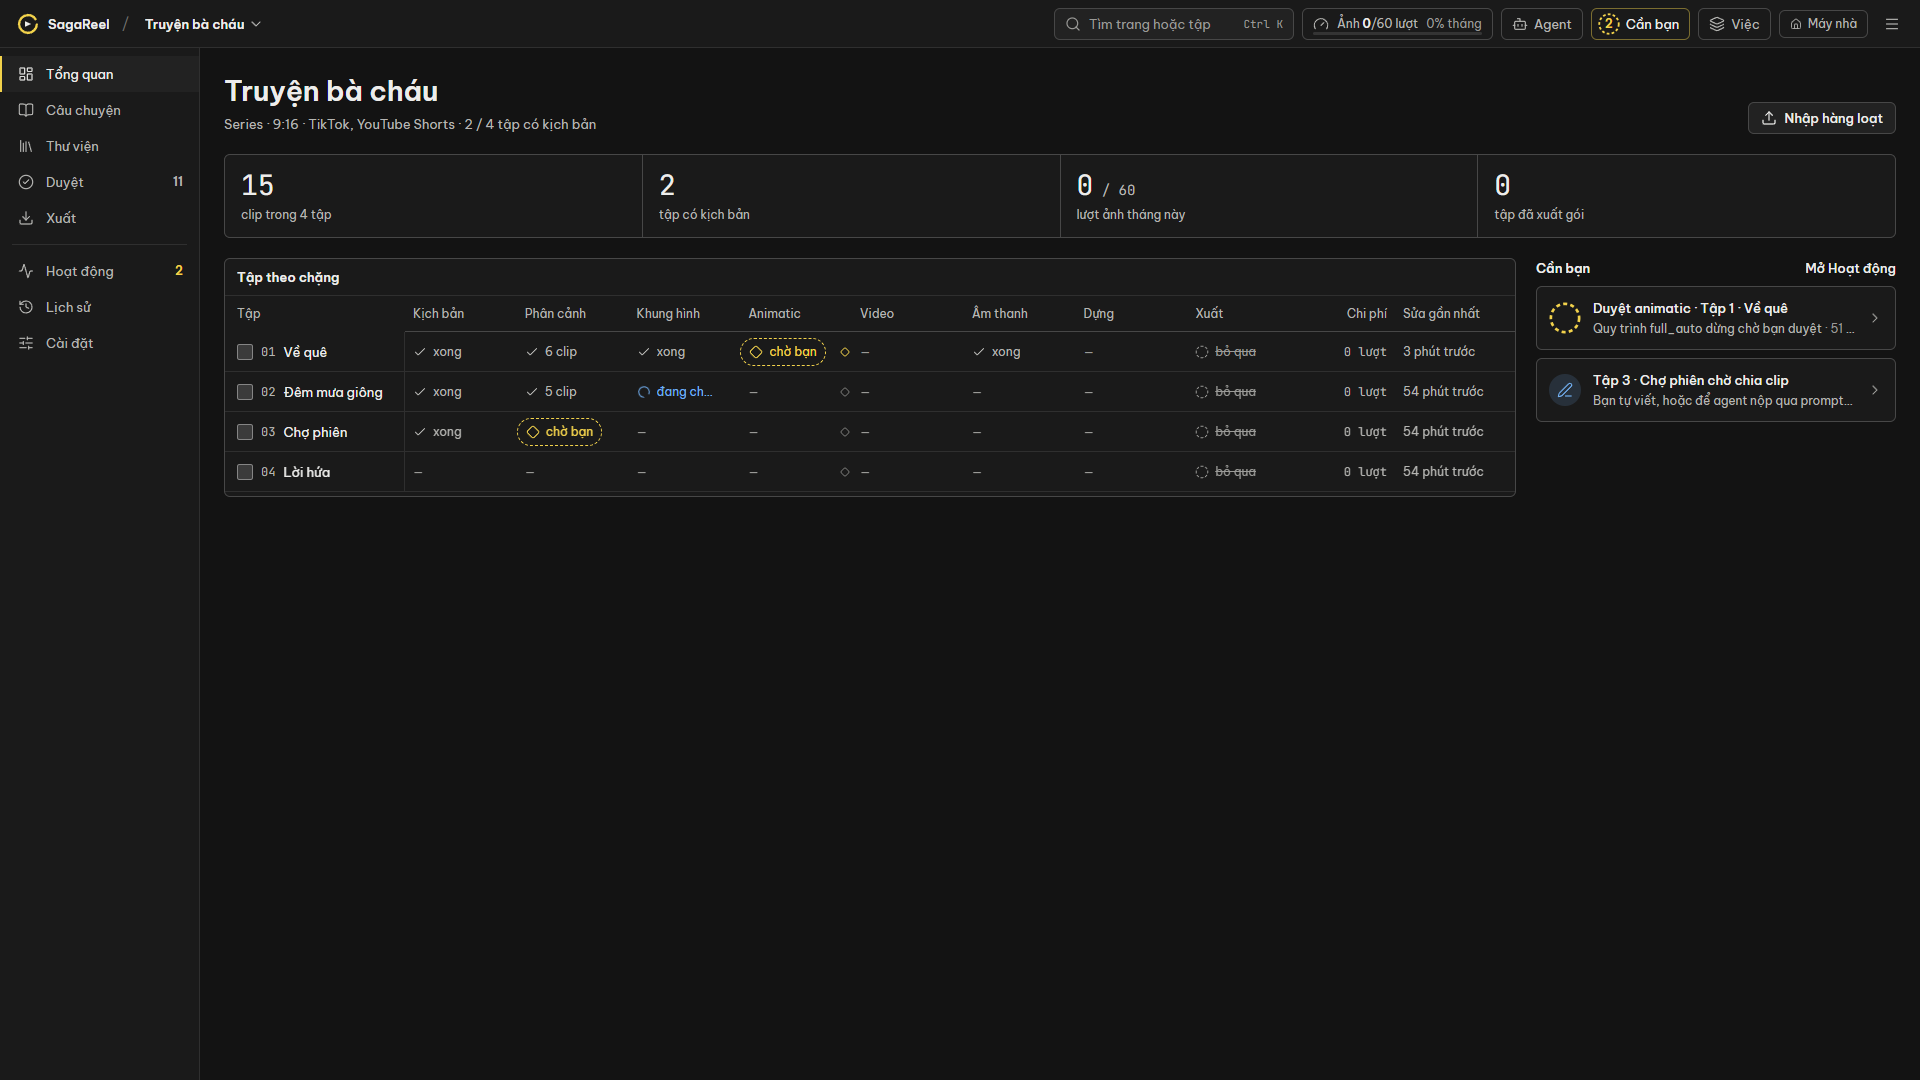 SagaReel / Truyện bà cháu
Tìm trang hoặc tập Ctrl K
Ảnh 0/60 lượt 0% tháng
Agent
2 Cần bạn
Việc
Máy nhà
Tổng quan
Câu chuyện
Thư viện
Duyệt 11
Xuất
Hoạt động 2
Lịch sử
Cài đặt
Truyện bà cháu
Series · 9:16 · TikTok, YouTube Shorts · 2 / 4 tập có kịch bản
Nhập hàng loạt
15
clip trong 4 tập
2
tập có kịch bản
0 / 60
lượt ảnh tháng này
0
tập đã xuất gói
Tập theo chặng
Tập Kịch bản Phân cảnh Khung hình Animatic Video Âm thanh Dựng Xuất Chi phí Sửa gần nhất
01 Về quê xong 6 clip xong chờ bạn – xong – bỏ qua 0 lượt 3 phút trước
02 Đêm mưa giông xong 5 clip đang ch... – – – – bỏ qua 0 lượt 54 phút trước
03 Chợ phiên xong chờ bạn – – – – – bỏ qua 0 lượt 54 phút trước
04 Lời hứa – – – – – – – bỏ qua 0 lượt 54 phút trước
Cần bạn
Mở Hoạt động
Duyệt animatic · Tập 1 · Về quê
Quy trình full_auto dừng chờ bạn duyệt · 51 ...
Tập 3 · Chợ phiên chờ chia clip
Bạn tự viết, hoặc để agent nộp qua prompt...